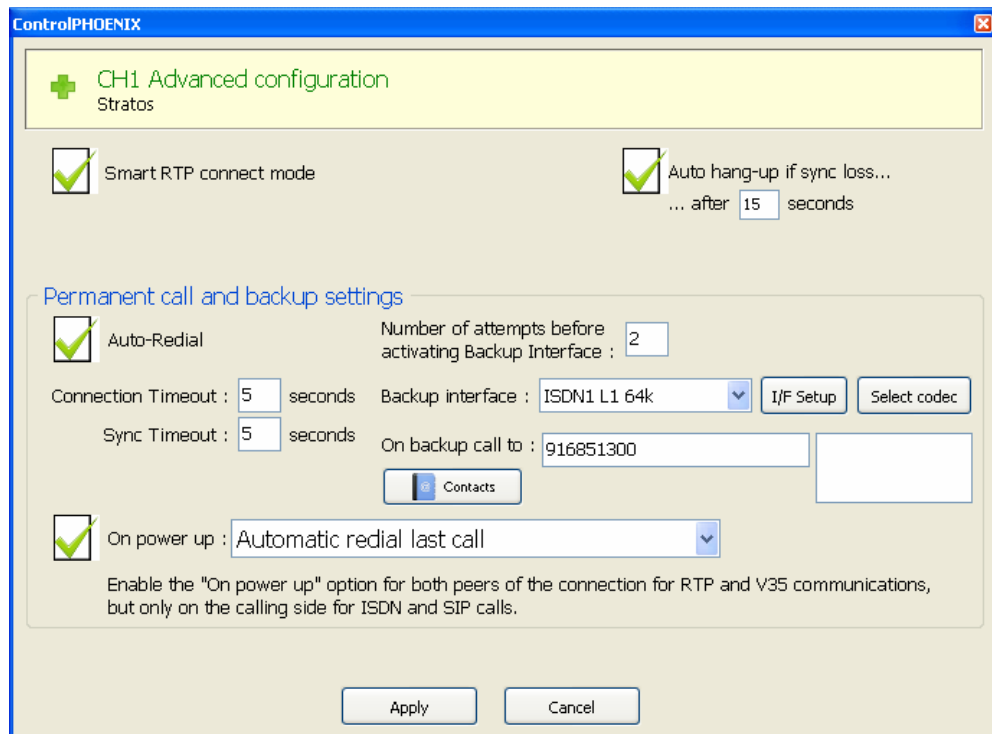 ControlPHOENIX
CH1 Advanced configuration
Stratos
Smart RTP connect mode
Auto hang-up if sync loss...
... after 15 seconds
Permanent call and backup settings
Auto-Redial
Number of attempts before
activating Backup Interface : 2
Connection Timeout : 5 seconds
Backup interface : ISDN1 L1 64k
I/F Setup
Select codec
Sync Timeout : 5 seconds
On backup call to : 916851300
Contacts
On power up : Automatic redial last call
Enable the "On power up" option for both peers of the connection for RTP and V35 communications,
but only on the calling side for ISDN and SIP calls.
Apply
Cancel